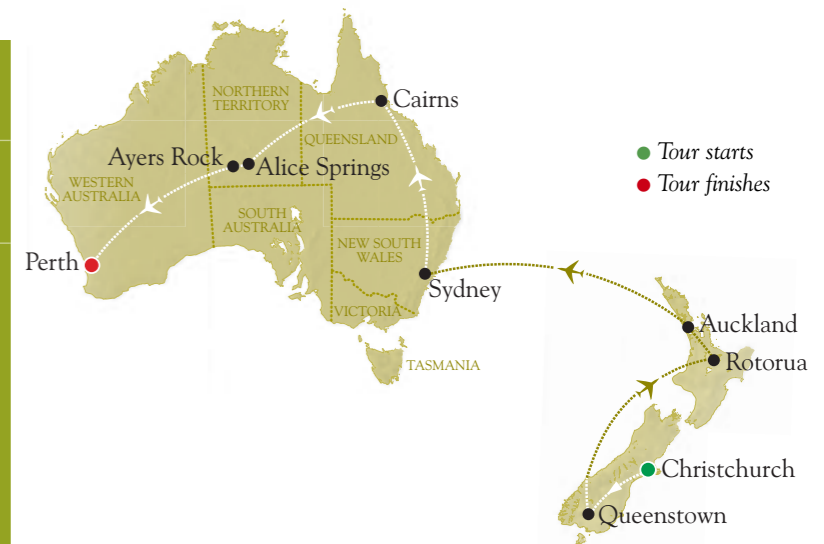 Cairns
NORTHERN
TERRITORY
QUEENSLAND
Ayers Rock
Alice Springs
WESTERN
AUSTRALIA
SOUTH
AUSTRALIA
NEW SOUTH
WALES
Perth
Sydney
VICTORIA
TASMANIA
Tour starts
Tour finishes
Auckland
Rotorua
Christchurch
Queenstown